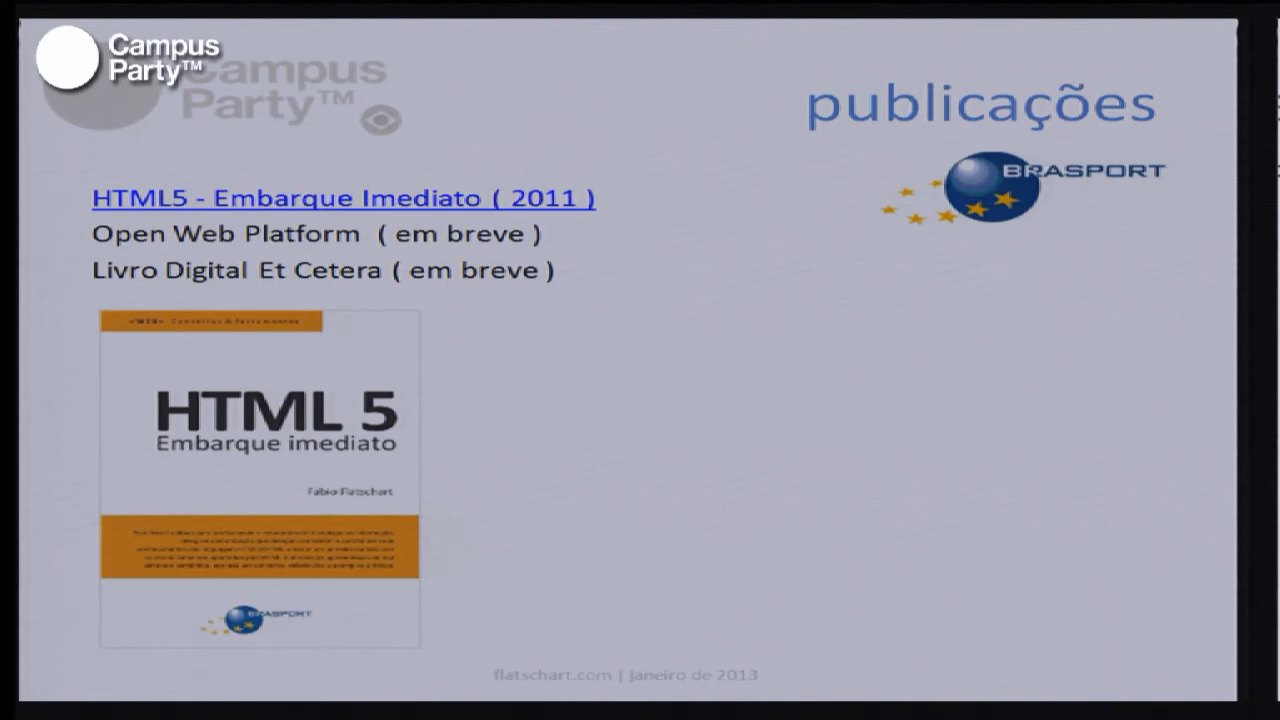 Campus
Party™
Campus
Party™
publicações
BRASPORT
HTML5 - Embarque Imediato ( 2011 )
Open Web Platform ( em breve )
Livro Digital Et Cetera ( em breve )
HTML 5
Embarque imediato
Fábio Flatschart
BRASPORT
flatschart.com | janeiro de 2013